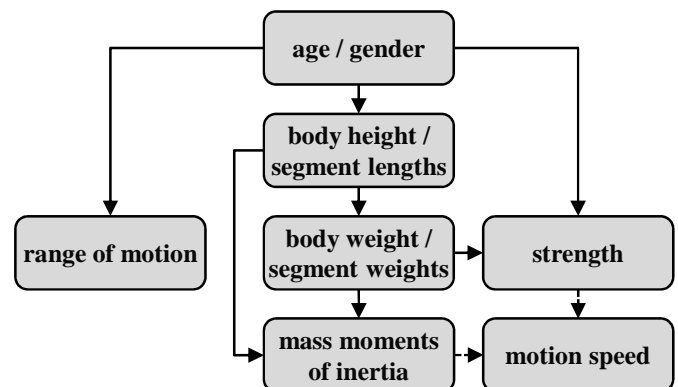 age / gender
body height /
segment lengths
range of motion
body weight /
segment weights
strength
mass moments
of inertia
motion speed